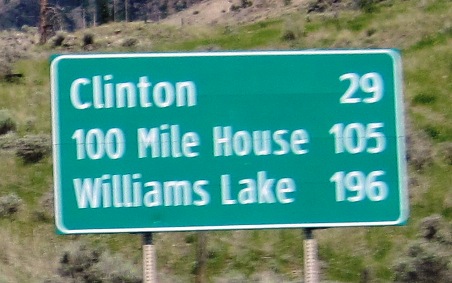 Clinton 29
100 Mile House 105
Williams Lake 196